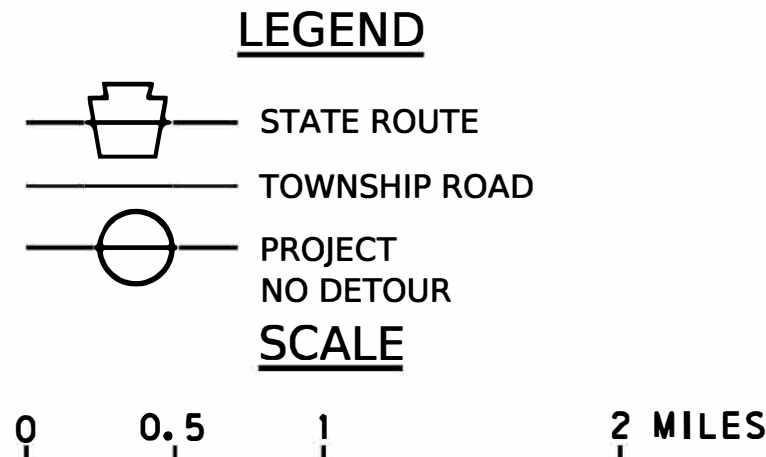 LEGEND
STATE ROUTE
TOWNSHIP ROAD
PROJECT
NO DETOUR
SCALE
0 0.5 1 2 MILES